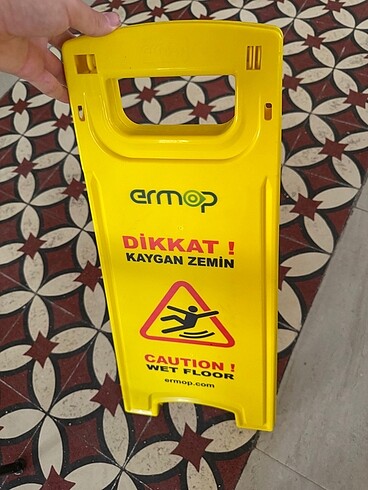 ermop
DİKKAT !
KAYGAN ZEMİN
CAUTION !
WET FLOOR
ermop.com